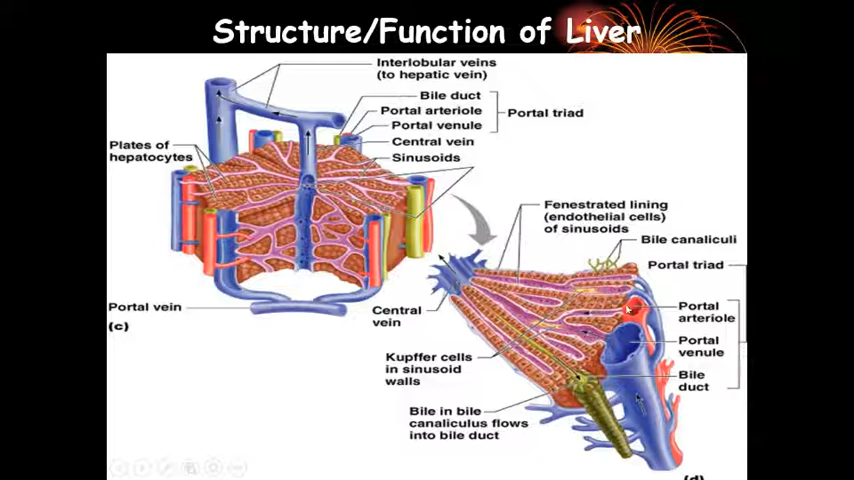 Structure/Function of Liver
Interlobular veins
(to hepatic vein)
Bile duct
Portal arteriole
Portal venule
Portal triad
Central vein
Sinusoids
Plates of
hepatocytes
Portal vein
(c)
Fenestrated lining
(endothelial cells)
of sinusoids
Bile canaliculi
Portal triad
Central
vein
Portal
arteriole
Portal
venule
Bile
duct
Kupffer cells
in sinusoid
walls
Bile in bile
canaliculus flows
into bile duct
(d)